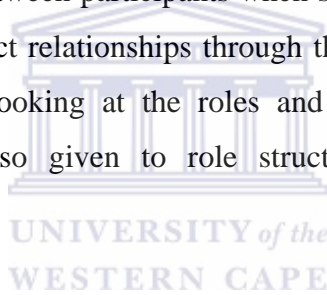 between participants when s
ct relationships through th
ooking at the roles and
so given to role struct
UNIVERSITY of the
WESTERN CAPE